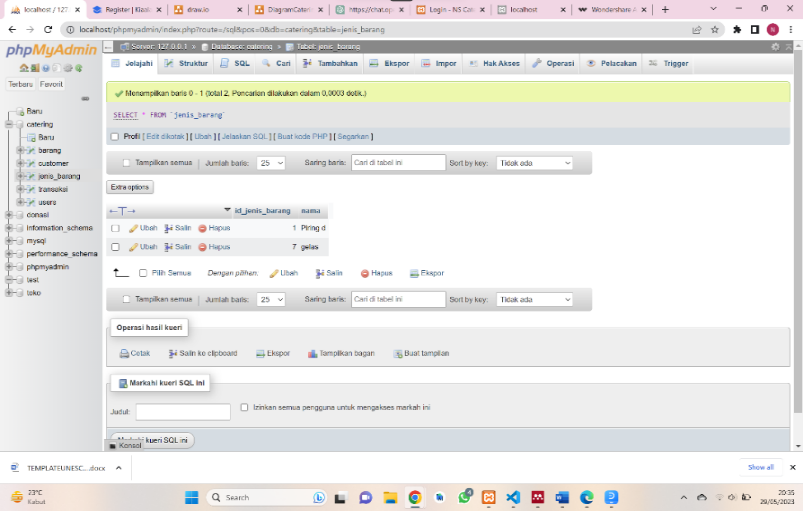 localhost / 127.
Register | Kiaalc
draw.io
DiagramCaterin
https://chat.op
Login - NS Cate
localhost
Wondershare A
localhost/phpmyadmin/index.php?route=/sql&pos=0&db=catering&table=jenis_barang
phpMyAdmin
Server: 127.0.0.1 » Database: catering » Tabel: jenis_barang
Jelajahi Struktur SQL Cari Tambahkan Ekspor Impor Hak Akses Operasi Pelacakan Trigger
Terbaru Favorit
Baru
catering
Baru
barang
customer
jenis_barang
transaksi
users
donasi
information_schema
mysql
performance_schema
phpmyadmin
test
toko
Menampilkan baris 0 - 1 (total 2, Pencarian dilakukan dalam 0,0003 detik.)
SELECT * FROM `jenis_barang`
Profil [ Edit dikotak ] [ Ubah ] [ Jelaskan SQL ] [ Buat kode PHP ] [ Segarkan ]
Tampilkan semua | Jumlah baris: 25 Saring baris: Cari di tabel ini Sort by key: Tidak ada
Extra options
←T→ id_jenis_barang nama
Ubah Salin Hapus 1 Piring d
Ubah Salin Hapus 7 gelas
Pilih Semua Dengan pilihan: Ubah Salin Hapus Ekspor
Tampilkan semua | Jumlah baris: 25 Saring baris: Cari di tabel ini Sort by key: Tidak ada
Operasi hasil kueri
Cetak Salin ke clipboard Ekspor Tampilkan bagan Buat tampilan
Markahi kueri SQL ini
Judul: Izinkan semua pengguna untuk mengakses markah ini
kueri SQL ini
Konsol
TEMPLATEUNESC....docx
Show all
23°C
Kabut
Search
20:35
29/05/2023